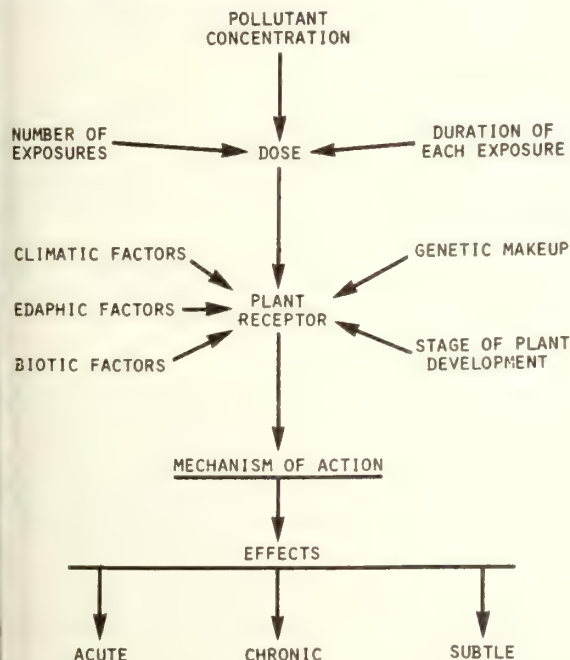 POLLUTANT
CONCENTRATION
NUMBER OF
EXPOSURES
DOSE
DURATION OF
EACH EXPOSURE
CLIMATIC FACTORS
GENETIC MAKEUP
EDAPHIC FACTORS
PLANT
RECEPTOR
BIOTIC FACTORS
STAGE OF PLANT
DEVELOPMENT
MECHANISM OF ACTION
EFFECTS
ACUTE
CHRONIC
SUBTLE